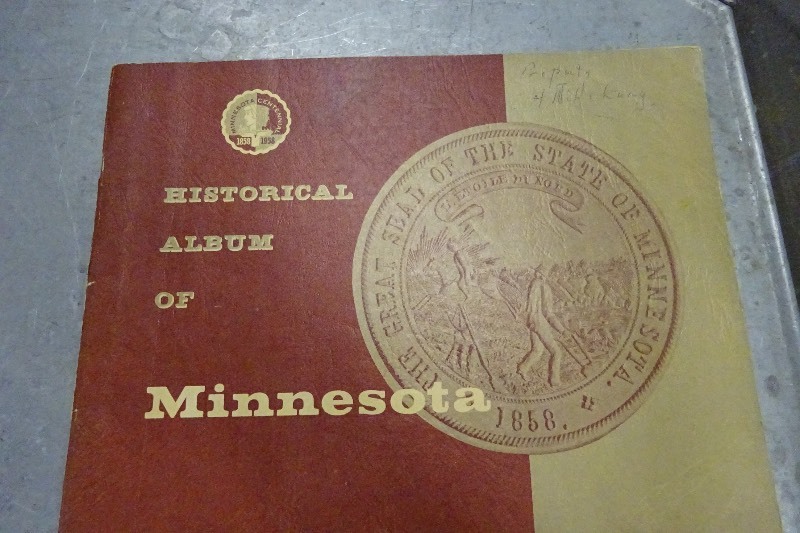 MINNESOTA CENTENNIAL
1858 1958
HISTORICAL
ALBUM
OF
Minnesota
THE GREAT SEAL OF THE STATE OF MINNESOTA.
L'ETOILE DU NORD
1858.